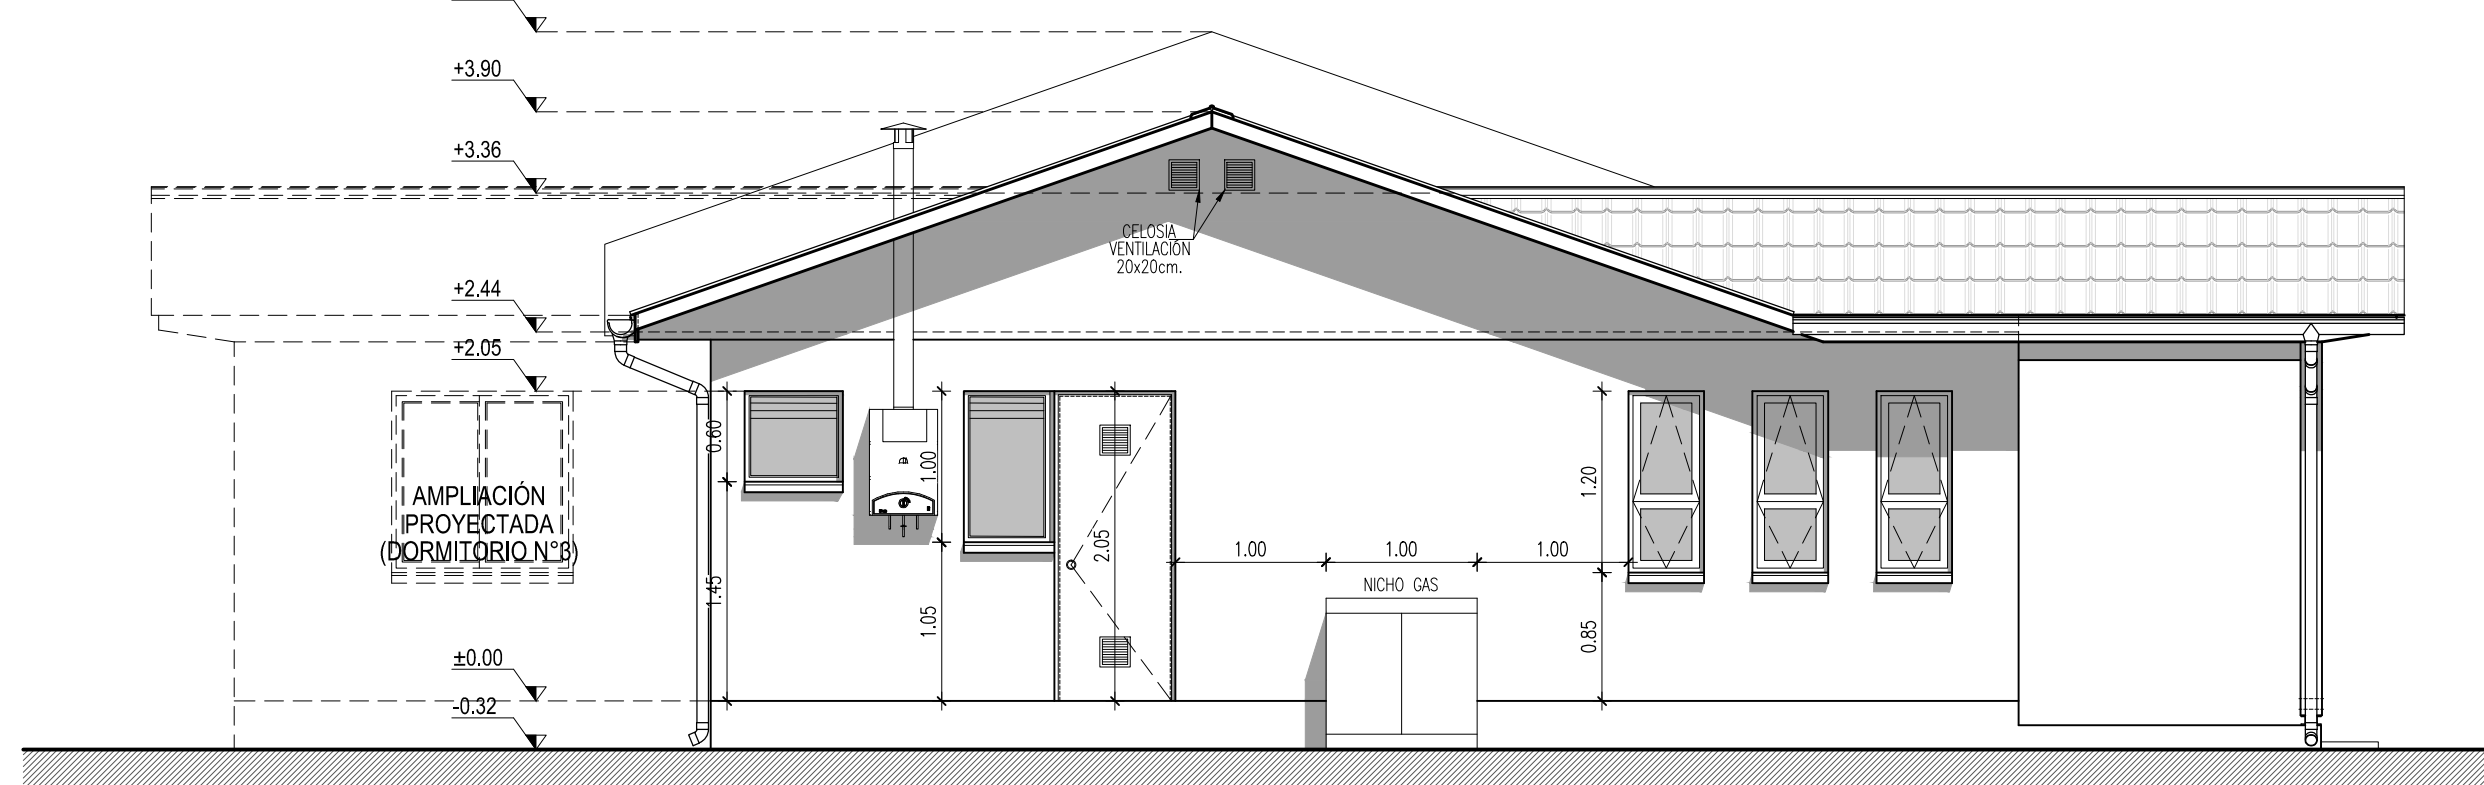 +3.90
+3.36
+2.44
+2.05
±0.00
-0.32
CELOSIA
VENTILACIÓN
20x20cm.
AMPLIACIÓN
PROYECTADA
(DORMITORIO N°3)
0.60
1.45
1.00
1.05
2.05
1.00
1.00
1.00
NICHO GAS
1.20
0.85